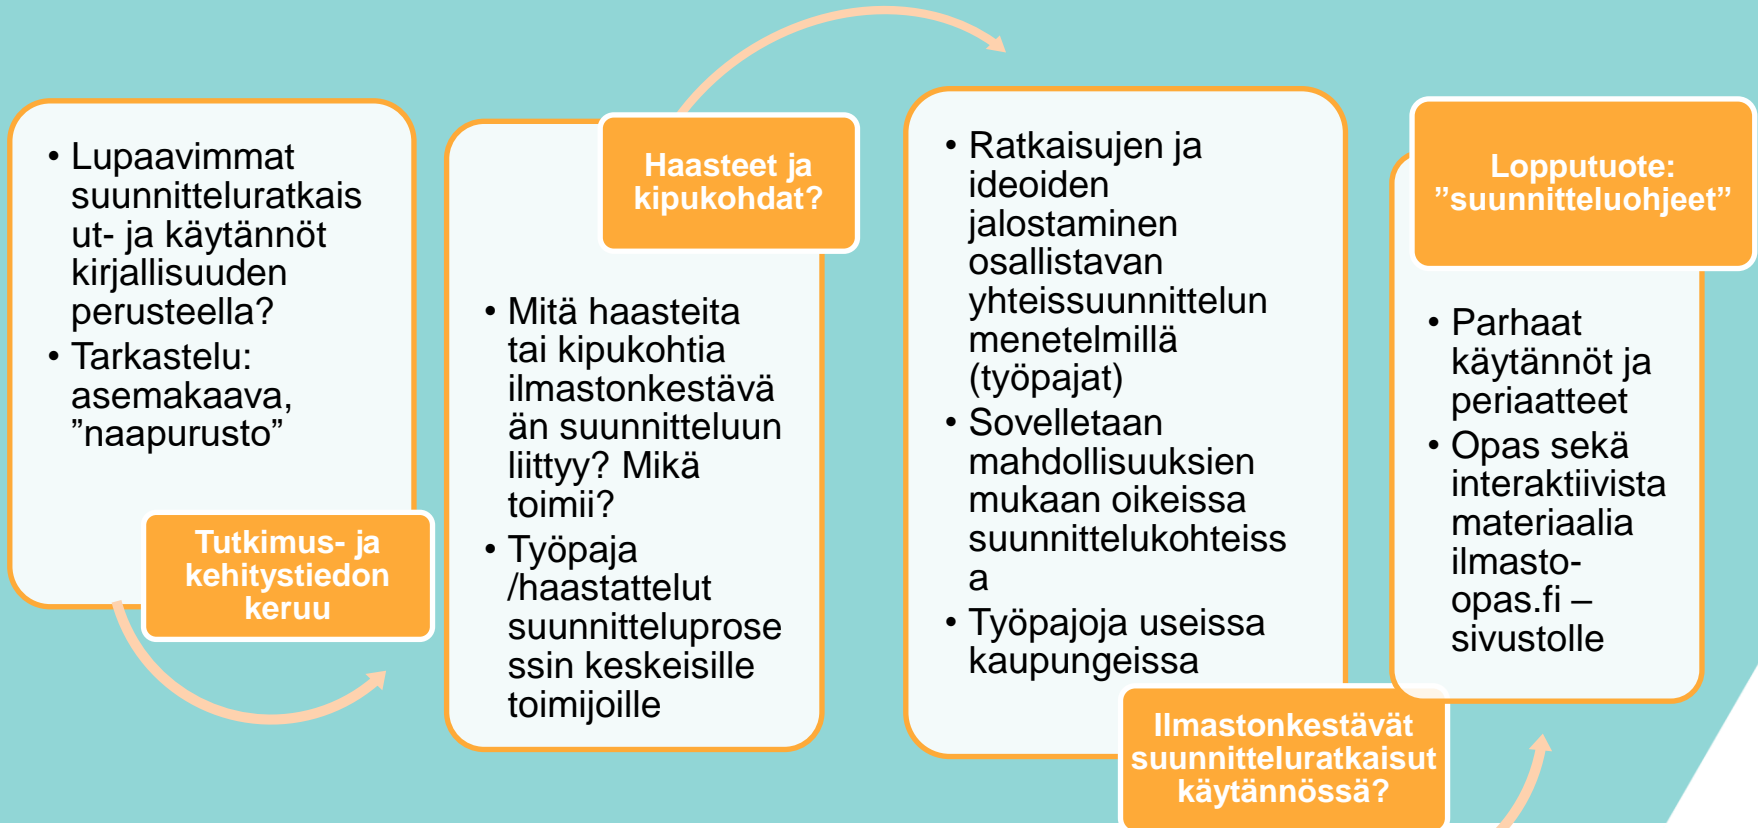 • Lupaavimmat
suunnitteluratkais
ut- ja käytännöt
kirjallisuuden
perusteella?
• Tarkastelu:
asemakaava,
”naapurusto”
Tutkimus- ja
kehitystiedon
keruu
Haasteet ja
kipukohdat?
• Mitä haasteita
tai kipukohtia
ilmastonkestävä
än suunnitteluun
liittyy? Mikä
toimii?
• Työpaja
/haastattelut
suunnitteluprose
ssin keskeisille
toimijoille
• Ratkaisujen ja
ideoiden
jalostaminen
osallistavan
yhteissuunnittelun
menetelmillä
(työpajat)
• Sovelletaan
mahdollisuuksien
mukaan oikeissa
suunnittelukohteiss
a
• Työpajoja useissa
kaupungeissa
Ilmastonkestävät
suunnitteluratkaisut
käytännössä?
Lopputuote:
”suunnitteluohjeet”
• Parhaat
käytännöt ja
periaatteet
• Opas sekä
interaktiivista
materiaalia
ilmasto-
opas.fi –
sivustolle